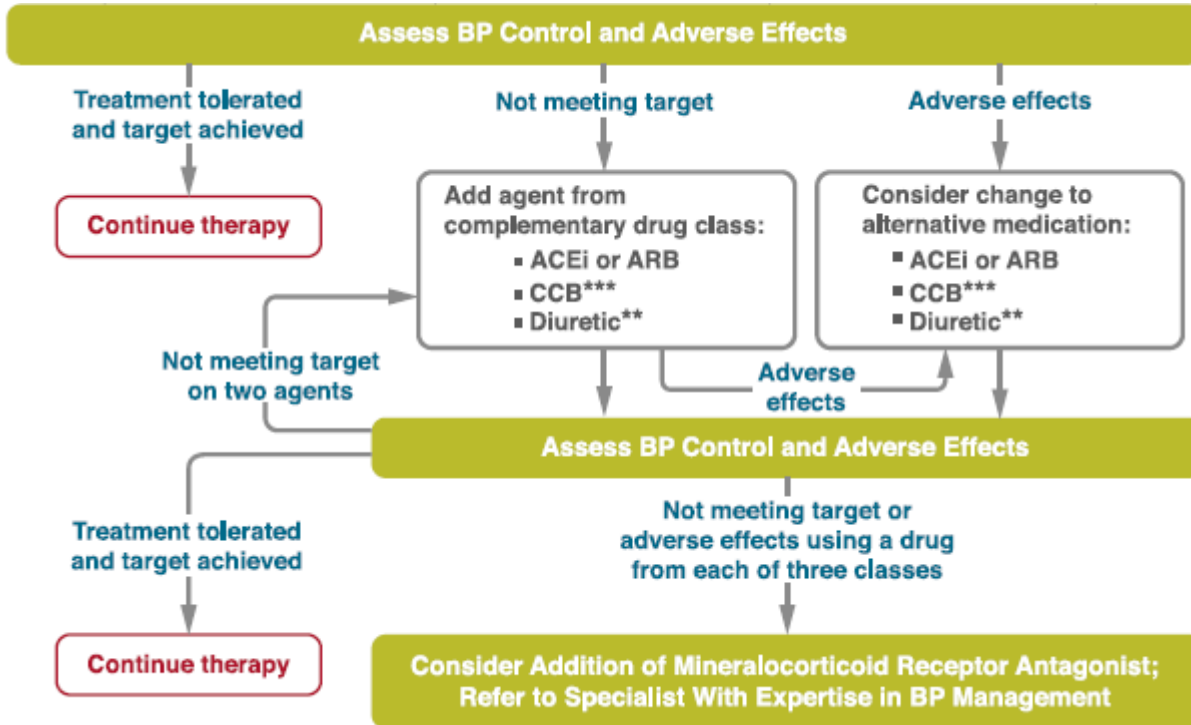 Assess BP Control and Adverse Effects
Treatment tolerated
and target achieved
Not meeting target
Adverse effects
Continue therapy
Add agent from
complementary drug class:
▪ ACEi or ARB
▪ CCB***
▪ Diuretic**
Consider change to
alternative medication:
▪ ACEi or ARB
▪ CCB***
▪ Diuretic**
Not meeting target
on two agents
Adverse
effects
Assess BP Control and Adverse Effects
Treatment tolerated
and target achieved
Not meeting target or
adverse effects using a drug
from each of three classes
Continue therapy
Consider Addition of Mineralocorticoid Receptor Antagonist;
Refer to Specialist With Expertise in BP Management